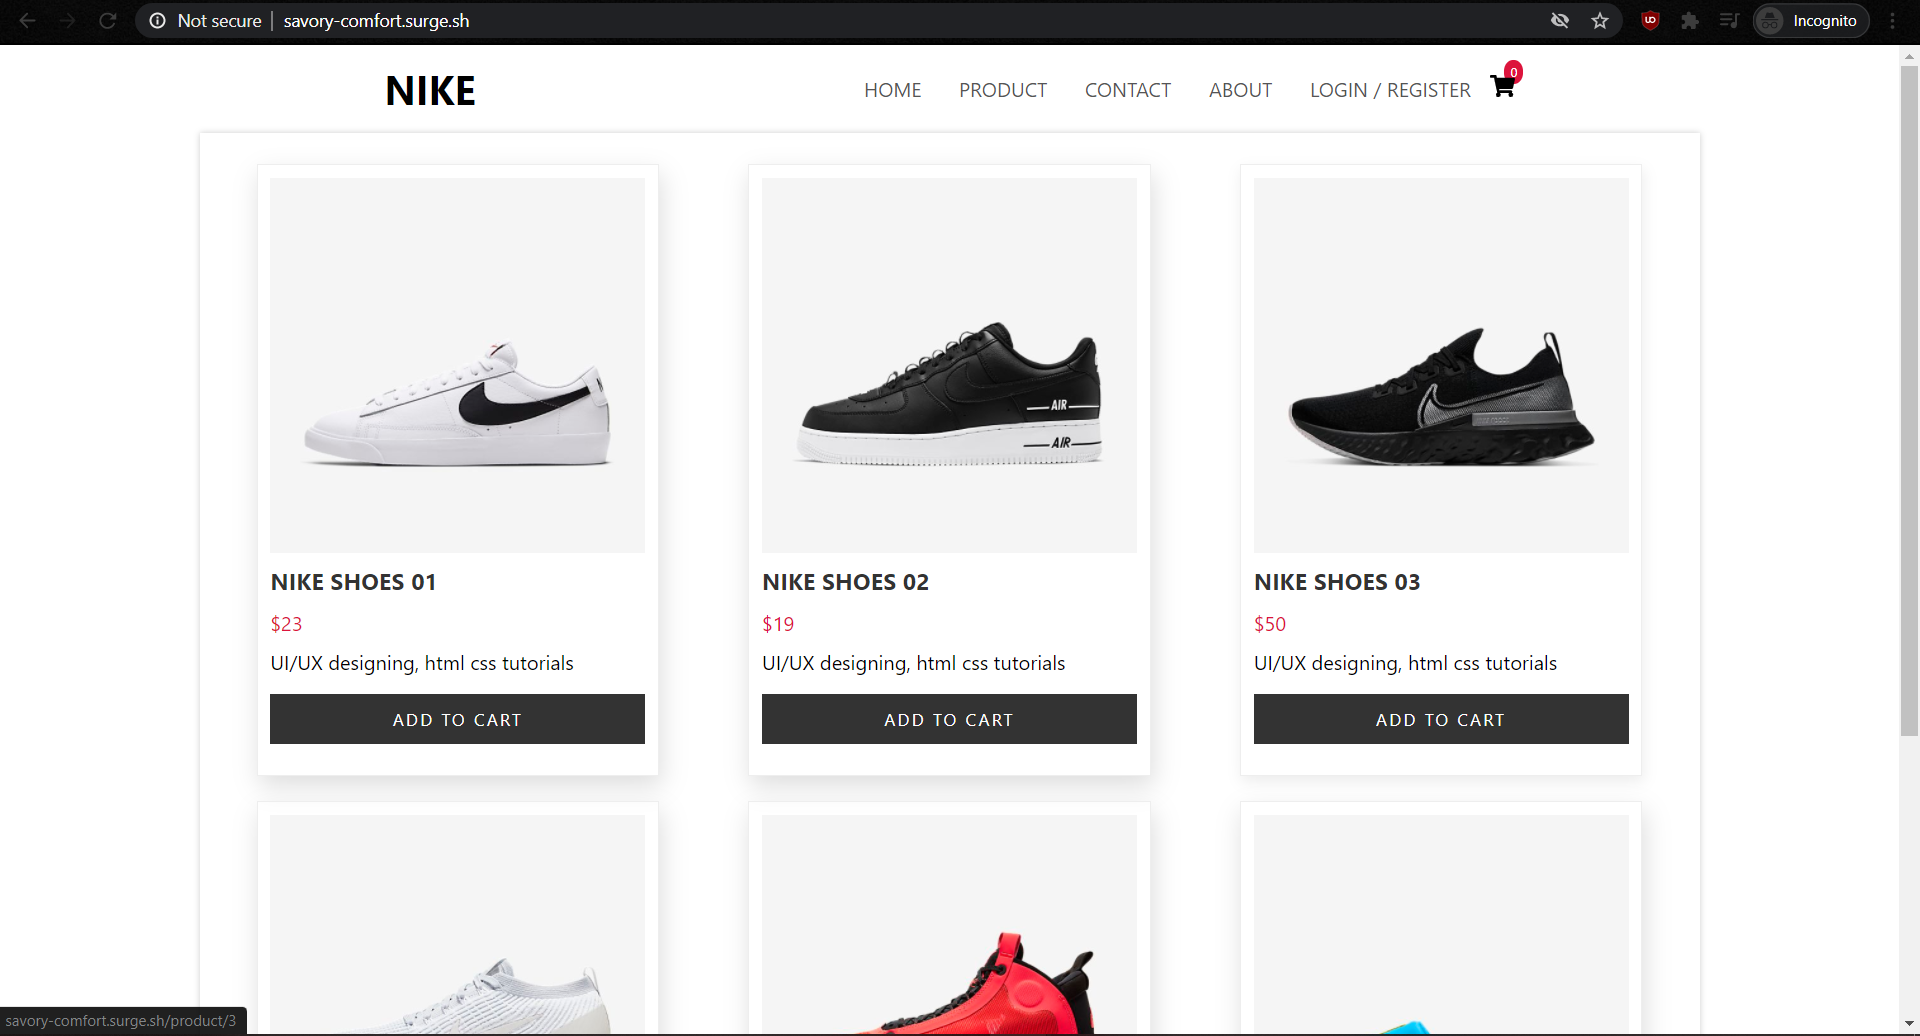 Not secure savory-comfort.surge.sh Incognito
NIKE HOME PRODUCT CONTACT ABOUT LOGIN / REGISTER 0
AIR
AIR
NIKE SHOES 01 NIKE SHOES 02 NIKE SHOES 03
$23 $19 $50
UI/UX designing, html css tutorials UI/UX designing, html css tutorials UI/UX designing, html css tutorials
ADD TO CART ADD TO CART ADD TO CART
savory-comfort.surge.sh/product/3